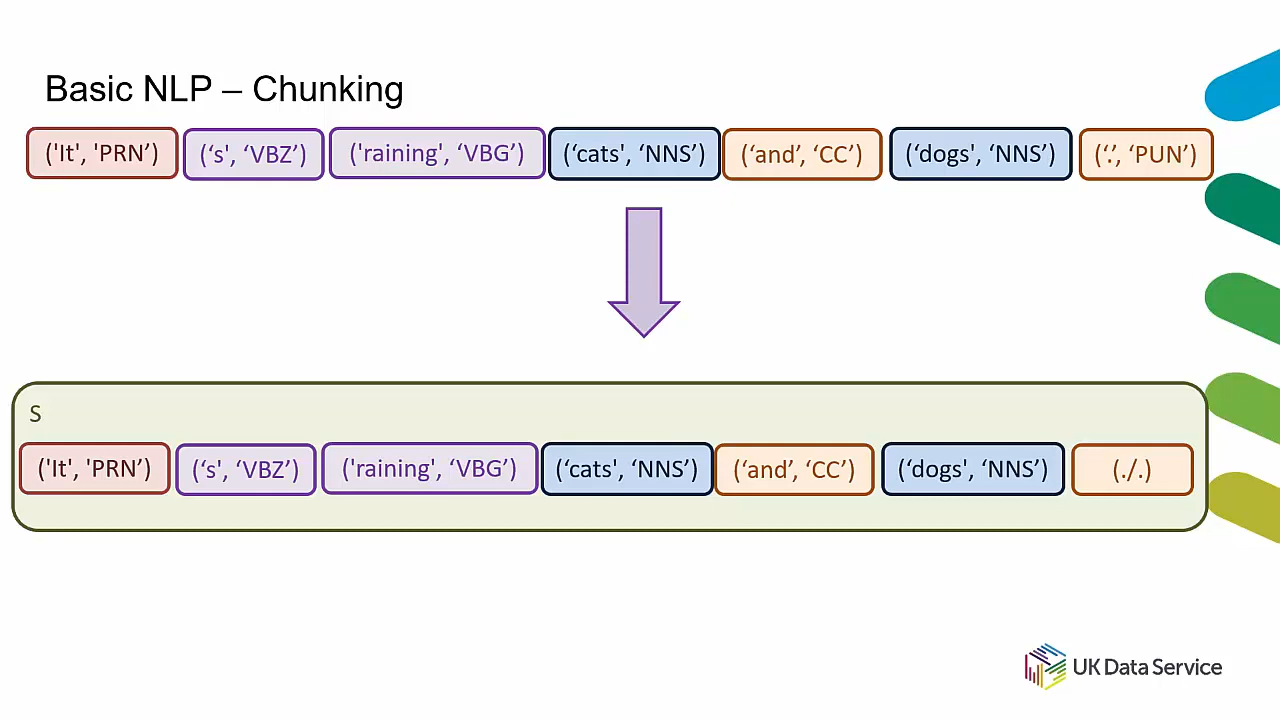 Basic NLP – Chunking
('It', 'PRN’) (‘s', ‘VBZ’) ('raining', ‘VBG’) (‘cats', ‘NNS’) (‘and’, ‘CC’) (‘dogs', ‘NNS’) (‘.’, ‘PUN’)
S
('It', 'PRN’) (‘s', ‘VBZ’) ('raining', ‘VBG’) (‘cats', ‘NNS’) (‘and’, ‘CC’) (‘dogs', ‘NNS’) (./.)
UK Data Service